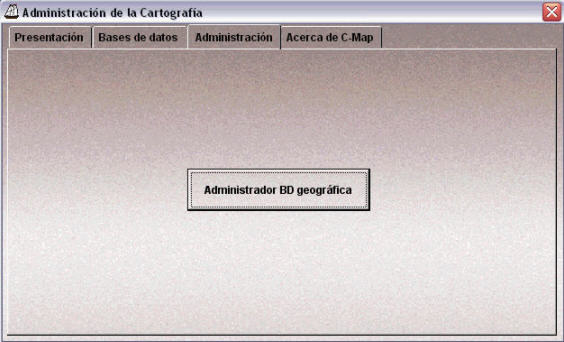 Administración de la Cartografía
Presentación Bases de datos Administración Acerca de C-Map
Administrador BD geográfica